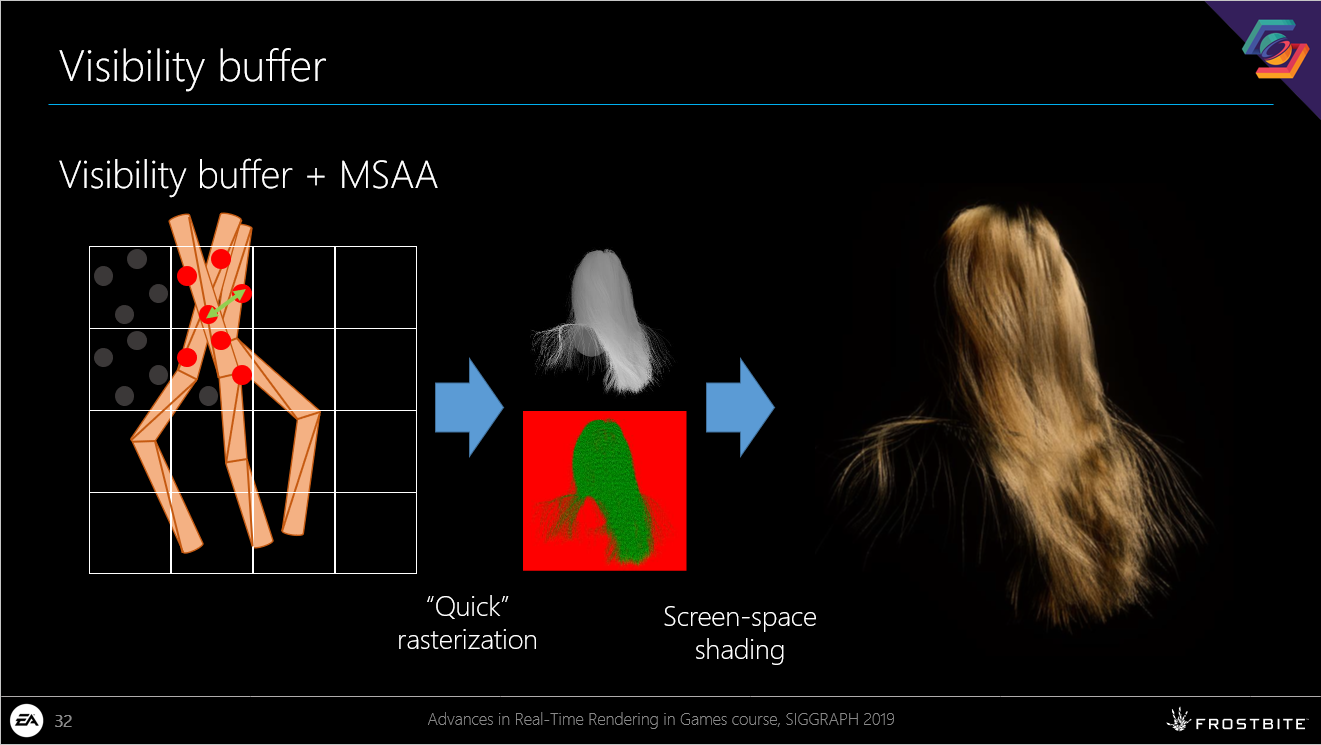 Visibility buffer
Visibility buffer + MSAA
“Quick”
rasterization
Screen-space
shading
EA
32
Advances in Real-Time Rendering in Games course, SIGGRAPH 2019
FROSTBITE